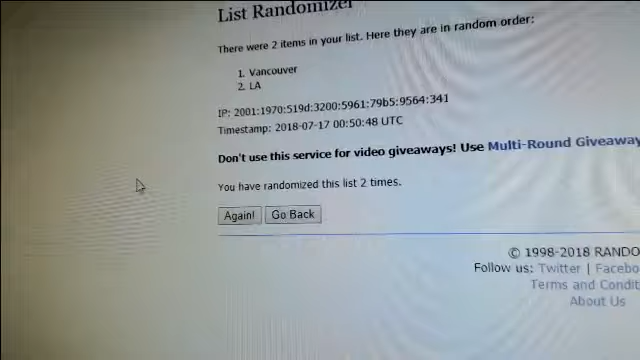 List Randomizer
There were 2 items in your list. Here they are in random order:
1. Vancouver
2. LA
IP: 2001:1970:519d:3200:5961:79b5:9564:341
Timestamp: 2018-07-17 00:50:48 UTC
Don't use this service for video giveaways! Use Multi-Round Giveaway
You have randomized this list 2 times.
Again! Go Back
© 1998-2018 RANDO
Follow us: Twitter | Facebo
Terms and Condit
About Us